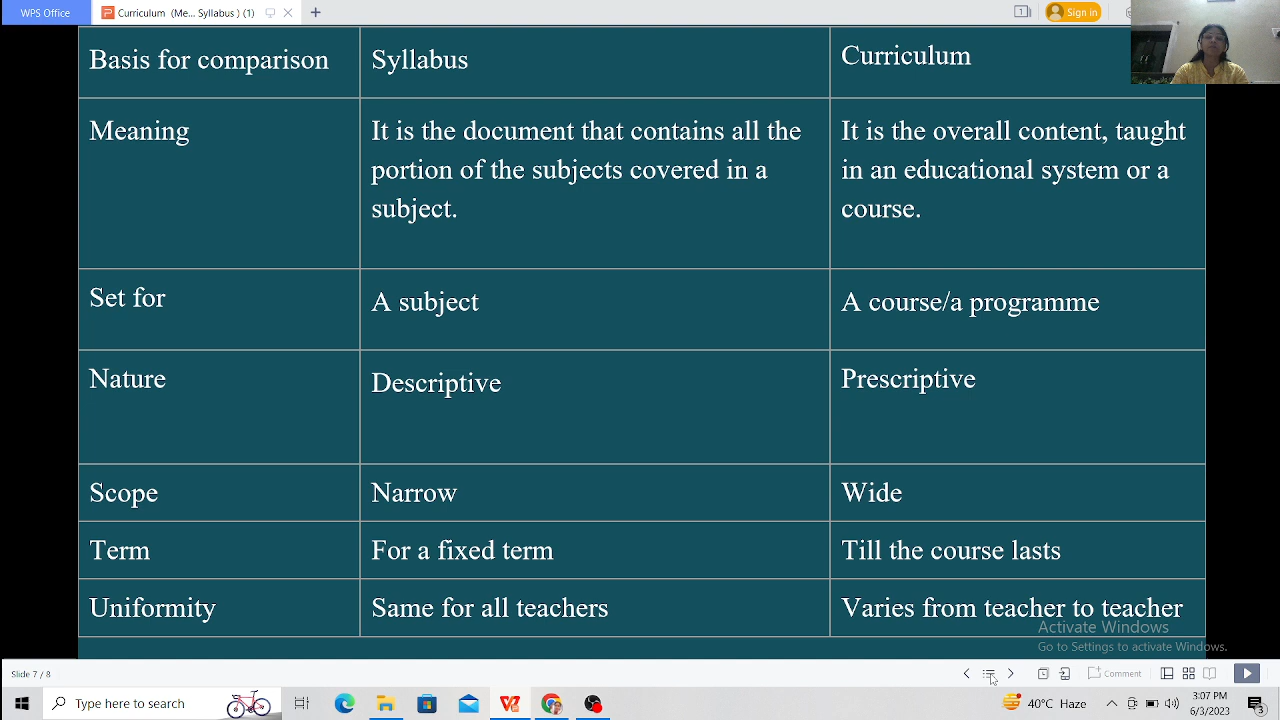 WPS Office
Curriculum (Me... Syllabus) (1)
Sign in
Basis for comparison
Syllabus
Curriculum
Meaning
It is the document that contains all the
portion of the subjects covered in a
subject.
It is the overall content, taught
in an educational system or a
course.
Set for
A subject
A course/a programme
Nature
Descriptive
Prescriptive
Scope
Narrow
Wide
Term
For a fixed term
Till the course lasts
Uniformity
Same for all teachers
Varies from teacher to teacher
Activate Windows
Go to Settings to activate Windows.
Slide 7 / 8
Comment
Type here to search
40°C Haze
3:07 PM
6/3/2023
3